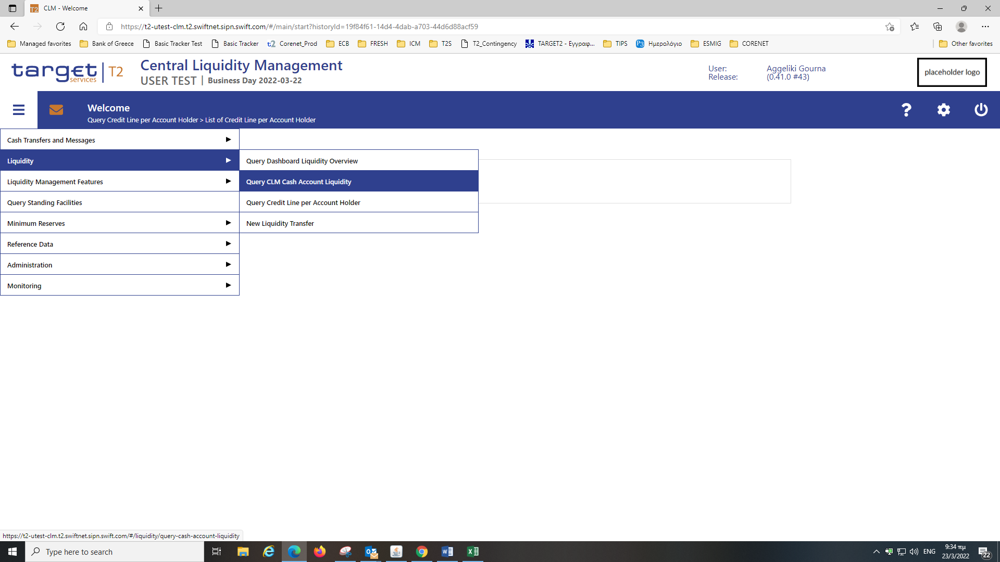 CLM - Welcome
https://t2-utest-clm.t2.swiftnet.sipn.swift.com/#/main/start?historyId=19f84f61-14d4-4dab-a703-44d6d88acf59
Managed favorites Bank of Greece Basic Tracker Test Basic Tracker Corenet_Prod ECB FRESH ICM T2S T2_Contingency TARGET2 - Εγγραφ... TIPS Ημερολόγιο ESMIG CORENET Other favorites
target services T2
Central Liquidity Management
USER TEST | Business Day 2022-03-22
User: Aggeliki Gourna
Release: (0.41.0 #43)
placeholder logo
Welcome
Query Credit Line per Account Holder > List of Credit Line per Account Holder
Cash Transfers and Messages
Liquidity
Liquidity Management Features
Query Standing Facilities
Minimum Reserves
Reference Data
Administration
Monitoring
Query Dashboard Liquidity Overview
Query CLM Cash Account Liquidity
Query Credit Line per Account Holder
New Liquidity Transfer
https://t2-utest-clm.t2.swiftnet.sipn.swift.com/#/liquidity/query-cash-account-liquidity
Type here to search
ENG
9:34 πμ
23/3/2022
22